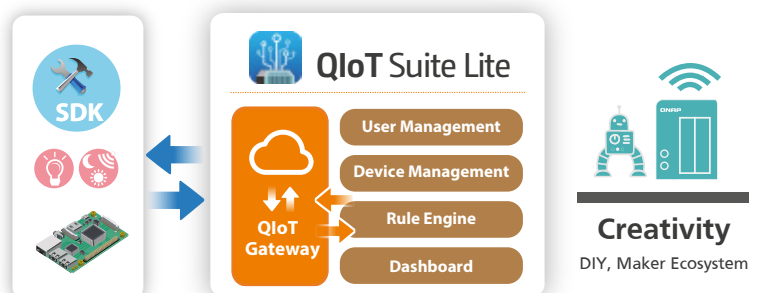 SDK
QIoT Suite Lite
QIoT
Gateway
User Management
Device Management
Rule Engine
Dashboard
QNAP
Creativity
DIY, Maker Ecosystem